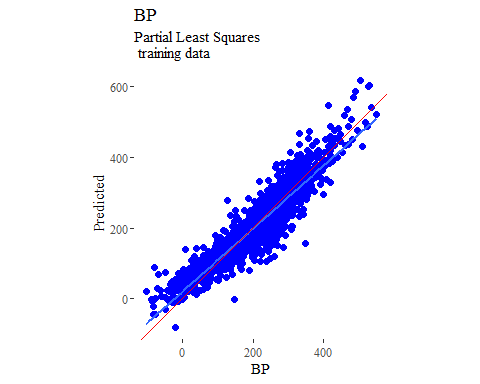 BP
Partial Least Squares
training data
600
400
200
0
Predicted
0 200 400
BP